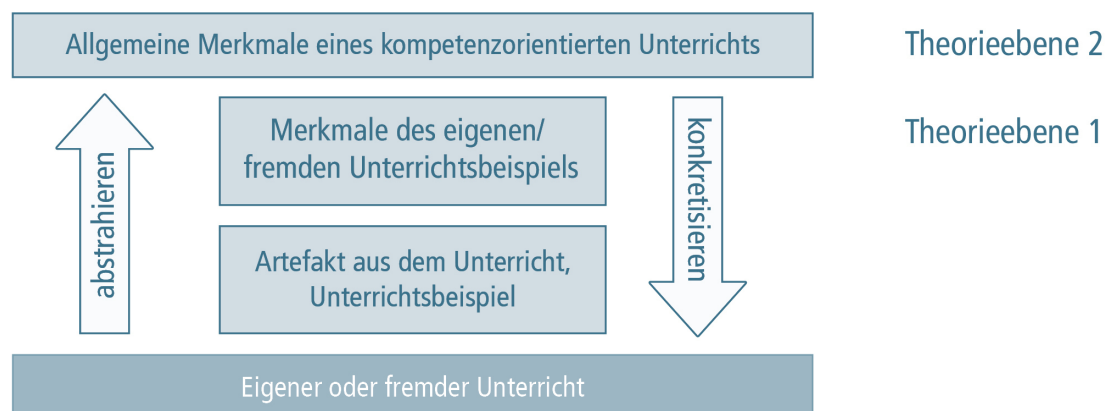 Allgemeine Merkmale eines kompetenzorientierten Unterrichts
Theorieebene 2
abstrahieren
Merkmale des eigenen/
fremden Unterrichtsbeispiels
konkretisieren
Theorieebene 1
Artefakt aus dem Unterricht,
Unterrichtsbeispiel
Eigener oder fremder Unterricht